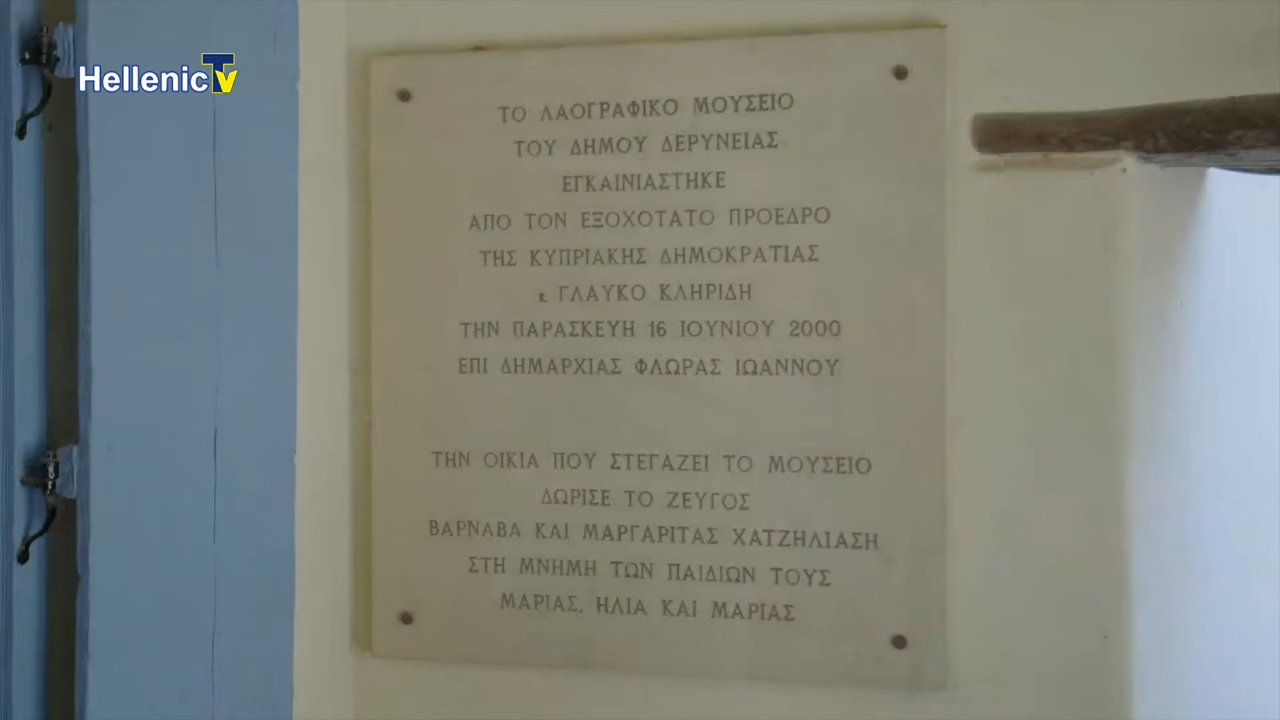 Hellenic Tv
ΤΟ ΛΑΟΓΡΑΦΙΚΟ ΜΟΥΣΕΙΟ
ΤΟΥ ΔΗΜΟΥ ΔΕΡΥΝΕΙΑΣ
ΕΓΚΑΙΝΙΑΣΤΗΚΕ
ΑΠΟ ΤΟΝ ΕΞΟΧΟΤΑΤΟ ΠΡΟΕΔΡΟ
ΤΗΣ ΚΥΠΡΙΑΚΗΣ ΔΗΜΟΚΡΑΤΙΑΣ
κ. ΓΛΑΥΚΟ ΚΛΗΡΙΔΗ
ΤΗΝ ΠΑΡΑΣΚΕΥΗ 16 ΙΟΥΝΙΟΥ 2000
ΕΠΙ ΔΗΜΑΡΧΙΑΣ ΦΛΩΡΑΣ ΙΩΑΝΝΟΥ
ΤΗΝ ΟΙΚΙΑ ΠΟΥ ΣΤΕΓΑΖΕΙ ΤΟ ΜΟΥΣΕΙΟ
ΔΩΡΙΣΕ ΤΟ ΖΕΥΓΟΣ
ΒΑΡΝΑΒΑ ΚΑΙ ΜΑΡΓΑΡΙΤΑΣ ΧΑΤΖΗΛΙΑΣΗ
ΣΤΗ ΜΝΗΜΗ ΤΩΝ ΠΑΙΔΙΩΝ ΤΟΥΣ
ΜΑΡΙΑΣ, ΗΛΙΑ ΚΑΙ ΜΑΡΙΑΣ